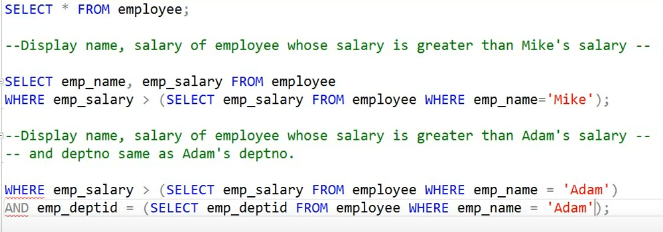 SELECT * FROM employee;
--Display name, salary of employee whose salary is greater than Mike's salary --
SELECT emp_name, emp_salary FROM employee
WHERE emp_salary > (SELECT emp_salary FROM employee WHERE emp_name='Mike');
--Display name, salary of employee whose salary is greater than Adam's salary --
-- and deptno same as Adam's deptno.
WHERE emp_salary > (SELECT emp_salary FROM employee WHERE emp_name = 'Adam')
AND emp_deptid = (SELECT emp_deptid FROM employee WHERE emp_name = 'Adam');